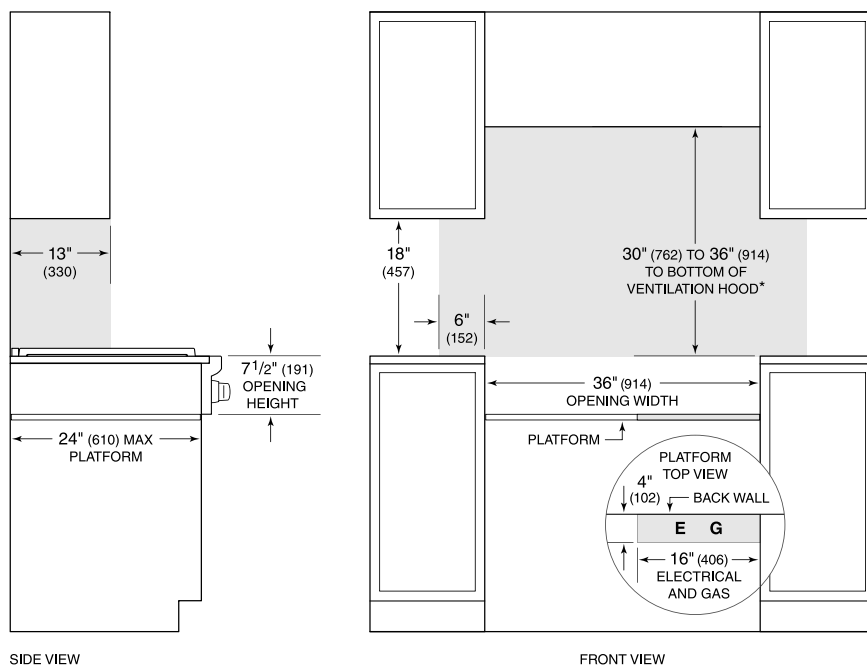 13"
(330)
7 1/2" (191)
OPENING
HEIGHT
24" (610) MAX
PLATFORM
SIDE VIEW
18"
(457)
30" (762) TO 36" (914)
TO BOTTOM OF
VENTILATION HOOD*
6"
(152)
36" (914)
OPENING WIDTH
PLATFORM
PLATFORM
TOP VIEW
4"
(102)
BACK WALL
E G
16" (406)
ELECTRICAL
AND GAS
FRONT VIEW